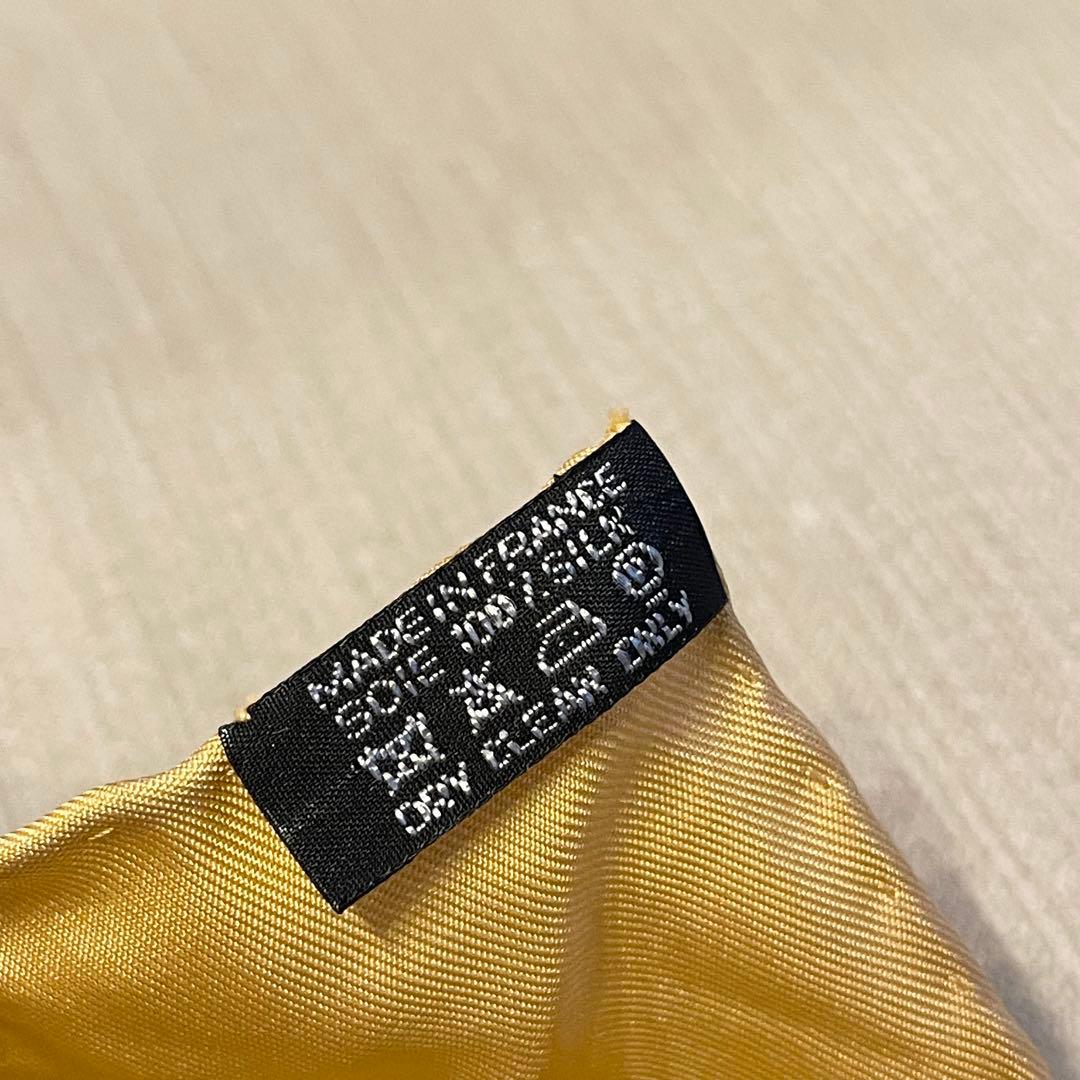 MADE IN FRANCE
SOIE 100% SILK
DRY CLEAN ONLY